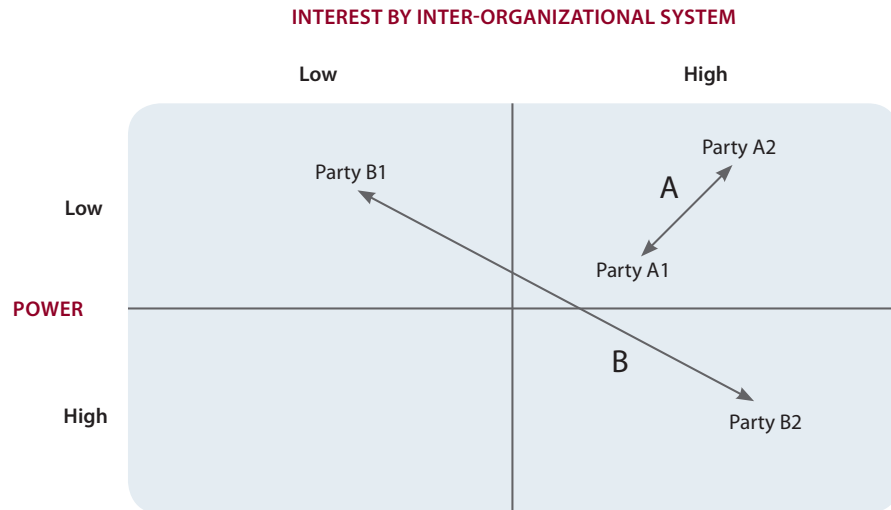 INTEREST BY INTER-ORGANIZATIONAL SYSTEM
Low High
Party A2
Party B1
A
Low
Party A1
POWER
B
High
Party B2